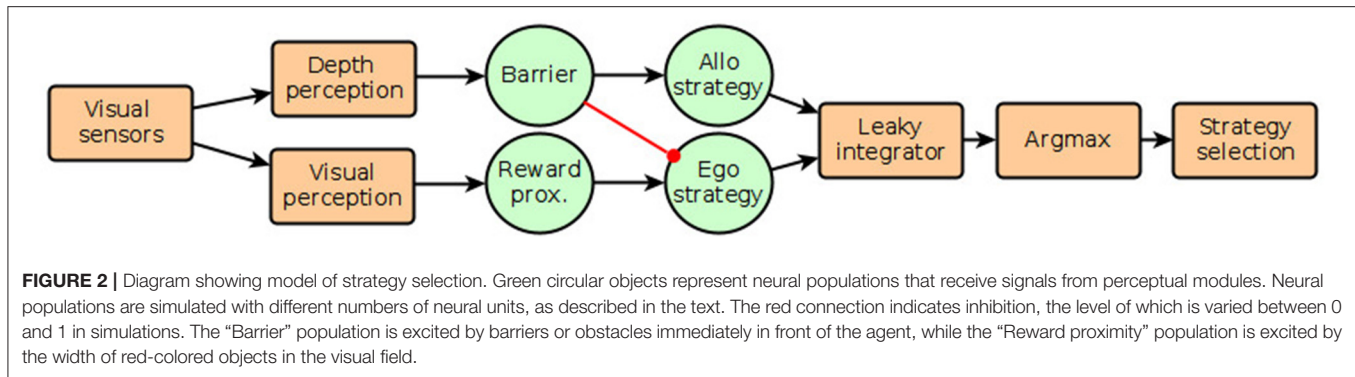 Visual
sensors
Depth
perception
Visual
perception
Barrier
Reward
prox.
Allo
strategy
Ego
strategy
Leaky
integrator
Argmax
Strategy
selection
FIGURE 2 | Diagram showing model of strategy selection. Green circular objects represent neural populations that receive signals from perceptual modules. Neural
populations are simulated with different numbers of neural units, as described in the text. The red connection indicates inhibition, the level of which is varied between 0
and 1 in simulations. The “Barrier” population is excited by barriers or obstacles immediately in front of the agent, while the “Reward proximity” population is excited by
the width of red-colored objects in the visual field.